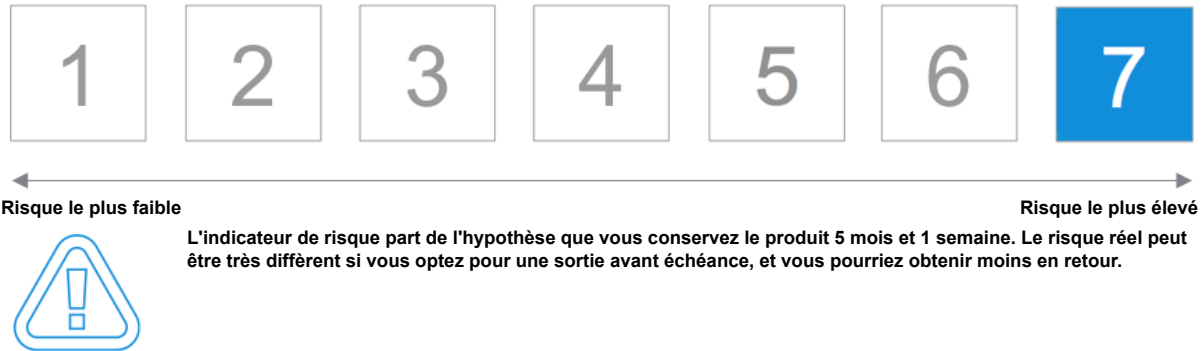 1 2 3 4 5 6 7
Risque le plus faible Risque le plus élevé
L'indicateur de risque part de l'hypothèse que vous conservez le produit 5 mois et 1 semaine. Le risque réel peut
être très diffèrent si vous optez pour une sortie avant échéance, et vous pourriez obtenir moins en retour.